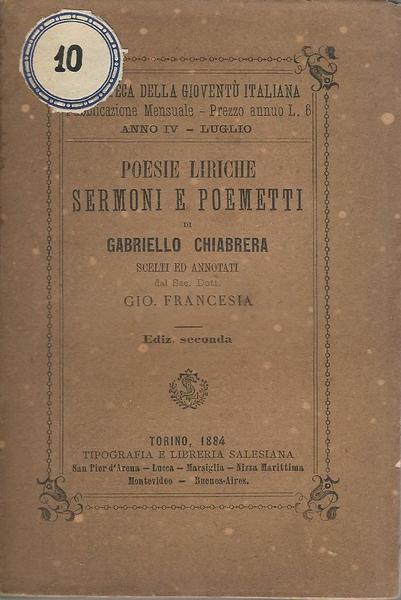 10
ECA DELLA GIOVENTÙ ITALIANA
Pubblicazione Mensuale - Prezzo annuo L. 6
ANNO IV - LUGLIO
POESIE LIRICHE
SERMONI E POEMETTI
DI
GABRIELLO CHIABRERA
SCELTI ED ANNOTATI
dal Sac. Dott.
GIO. FRANCESIA
Ediz. seconda
TORINO, 1884
TIPOGRAFIA E LIBRERIA SALESIANA
San Pier d'Arena — Lucca — Marsiglia — Nizza Marittima
Montevideo — Buenos-Aires.